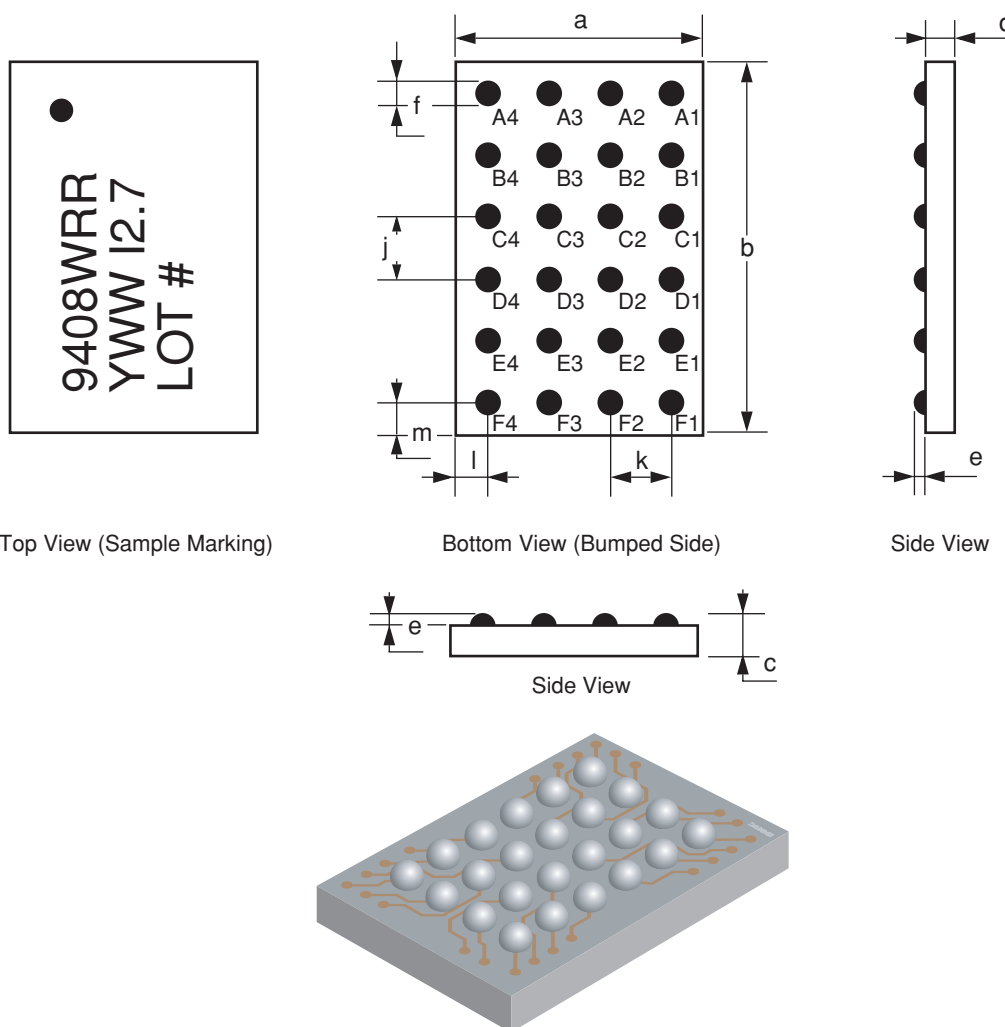 9408WRR
YWW I2.7
LOT #
Top View (Sample Marking)
a
f
j
b
m
l
k
A4 A3 A2 A1
B4 B3 B2 B1
C4 C3 C2 C1
D4 D3 D2 D1
E4 E3 E2 E1
F4 F3 F2 F1
Bottom View (Bumped Side)
e
Side View
e
c
Side View